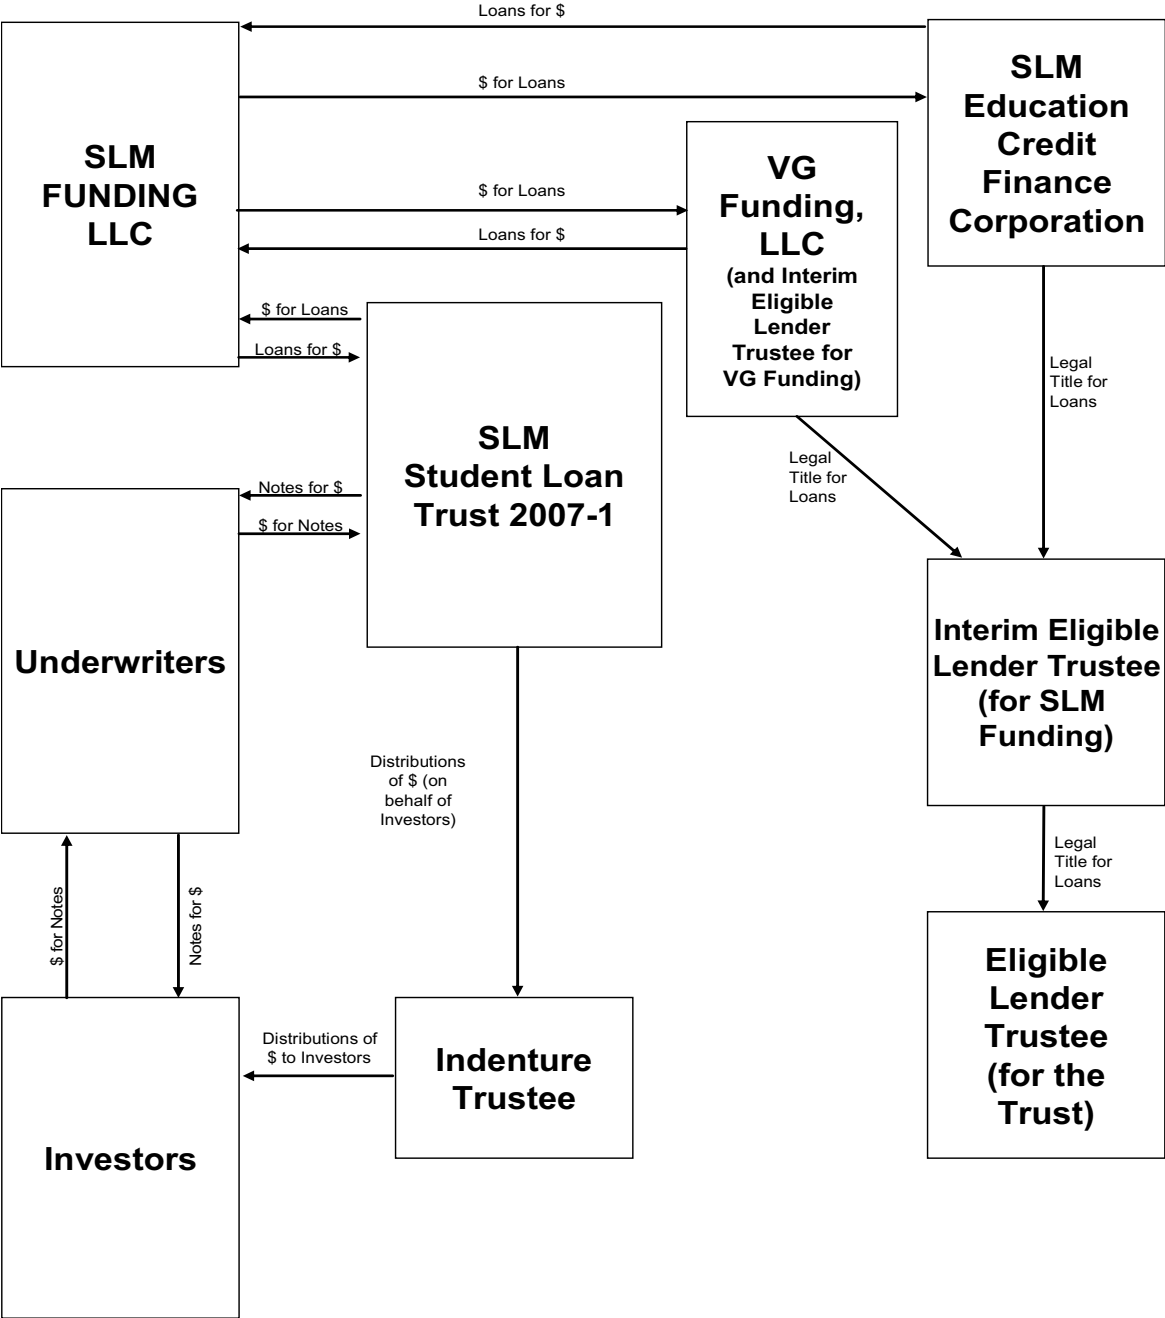 Loans for $
$ for Loans
SLM
FUNDING
LLC
SLM
Education
Credit
Finance
Corporation
$ for Loans
Loans for $
VG
Funding,
LLC
(and Interim
Eligible
Lender
Trustee for
VG Funding)
$ for Loans
Loans for $
Legal
Title for
Loans
SLM
Student Loan
Trust 2007-1
Legal
Title for
Loans
Notes for $
$ for Notes
Underwriters
Interim Eligible
Lender Trustee
(for SLM
Funding)
Distributions
of $ (on
behalf of
Investors)
Legal
Title for
Loans
$ for Notes
Notes for $
Eligible
Lender
Trustee
(for the
Trust)
Distributions of
$ to Investors
Indenture
Trustee
Investors